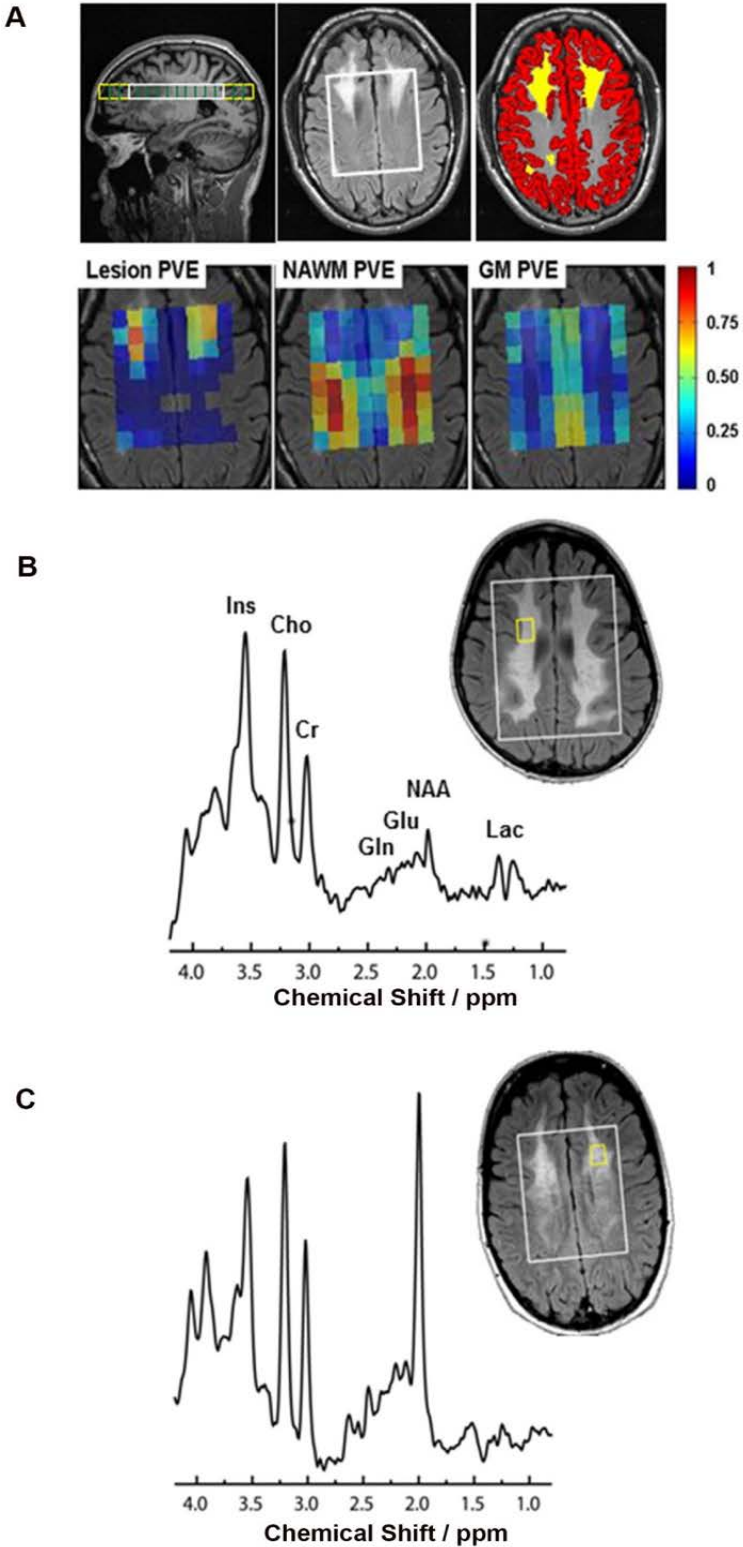 A
Lesion PVE
NAWM PVE
GM PVE
1
0.75
0.50
0.25
0
B
Ins
Cho
Cr
NAA
Glu
Gln
Lac
4.0 3.5 3.0 2.5 2.0 1.5 1.0
Chemical Shift / ppm
C
4.0 3.5 3.0 2.5 2.0 1.5 1.0
Chemical Shift / ppm